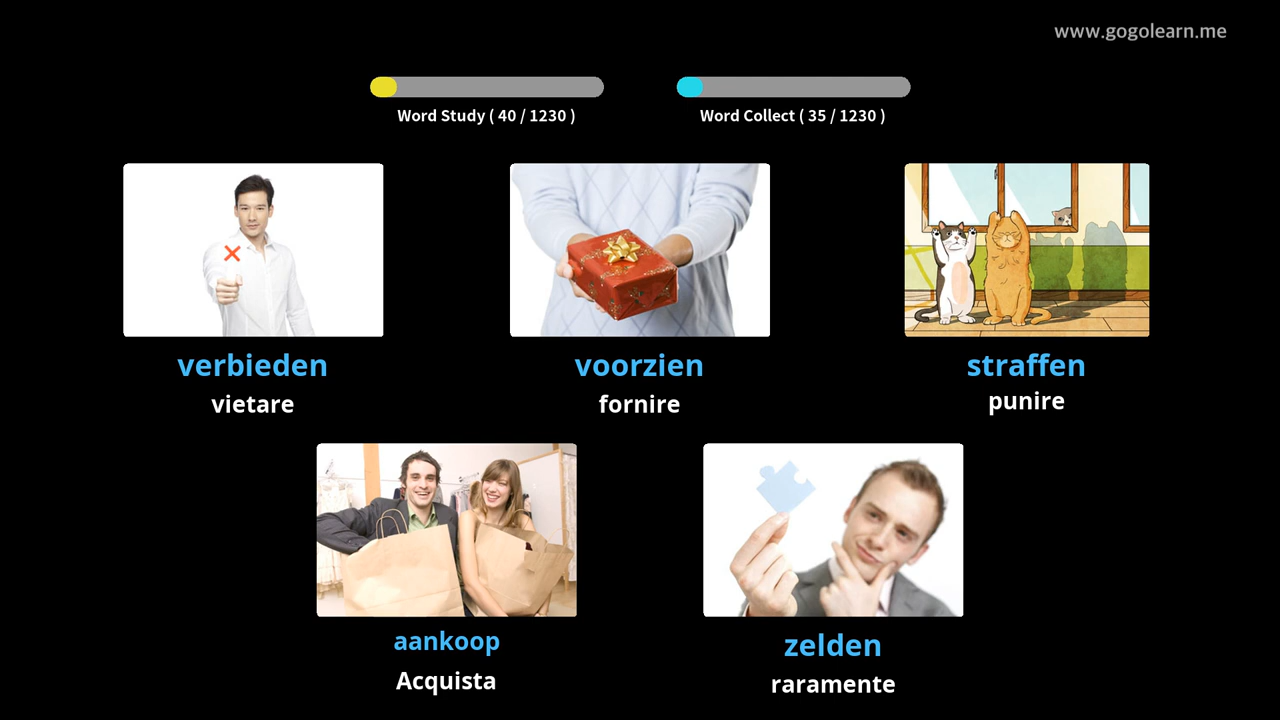 www.gogolearn.me
Word Study ( 40 / 1230 )
Word Collect ( 35 / 1230 )
verbieden
vietare
voorzien
fornire
straffen
punire
aankoop
Acquista
zelden
raramente